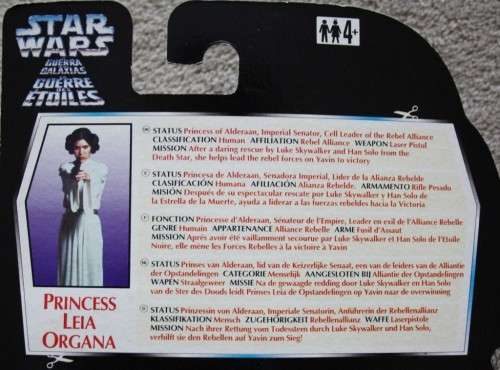 STAR WARS
LA GUERRA DE LAS GALAXIAS
LA GUERRE DES ETOILES
4+
PRINCESS LEIA ORGANA
STATUS Princess of Alderaan, Imperial Senator, Cell Leader of the Rebel Alliance
CLASSIFICATION Human AFFILIATION Rebel Alliance WEAPON Laser Pistol
MISSION After a daring rescue by Luke Skywalker and Han Solo from the
Death Star, she helps lead the rebel forces on Yavin to victory
STATUS Princesa de Alderaan, Senadora Imperial, Lider de la Alianza Rebelde
CLASIFICACIÓN Humana AFILIACIÓN Alianza Rebelde. ARMAMENTO Rifle Pesado
MISIÓN Después de su espectacular rescate por Luke Skywalker y Han Solo de
la Estrella de la Muerte, ayuda a liderar a las fuerzas rebeldes hacia la Victoria
FONCTION Princesse d'Alderaan, Sénateur de l'Empire, Leader en exil de l'Alliance Rebelle
GENRE Humain APPARTENANCE Alliance Rebelle ARME Fusil d'Assaut
MISSION Après avoir été vaillamment secourue par Luke Skywalker et Han Solo de l'Etoile
Noire, elle mène les Forces Rebelles à la victoire à Yavin
STATUS Prinses van Alderaan, lid van de Keizerlijke Senaat, een van de leiders van de Alliantie
der Opstandelingen CATEGORIE Menselijk AANGESLOTEN BIJ Alliantie der Opstandelingen
WAPEN Straalgeweer MISSIE Na de gewaagde redding door Luke Skywalker en Han Solo
van de Ster des Doods leidt Prinses Leia de Opstandelingen op Yavin naar de overwinning
STATUS Prinzessin von Alderaan, Imperiale Senatorin, Anführerin der Rebellenallianz
KLASSIFIKATION Mensch ZUGEHÖRIGKEIT Rebellenallianz WAFFE Laserpistole
MISSION Nach ihrer Rettung vom Todesstern durch Luke Skywalker und Han Solo,
verhilft sie den Rebellen auf Yavin zum Sieg!